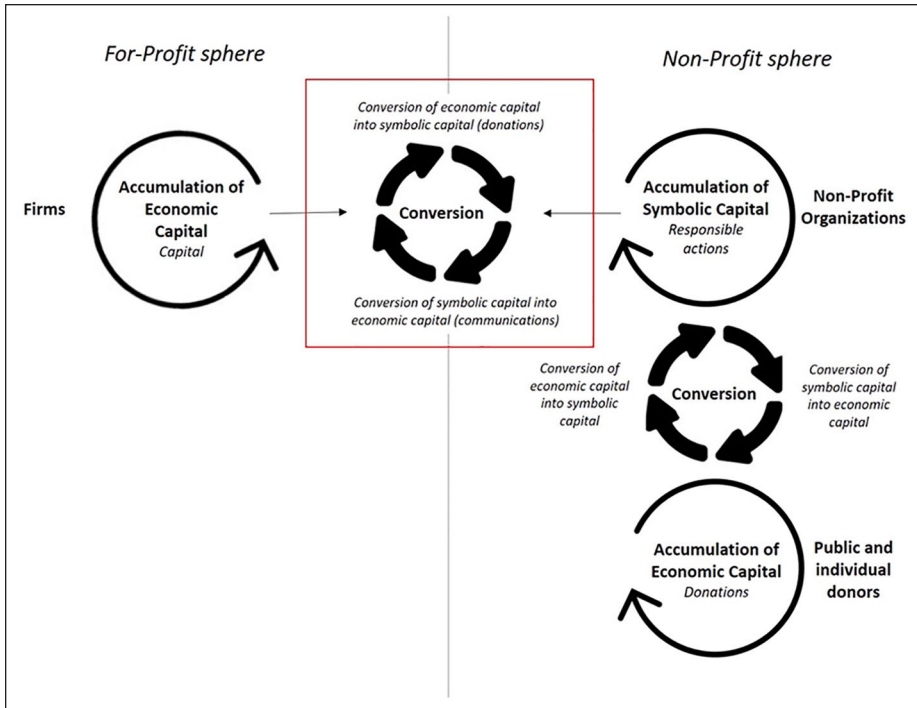 For-Profit sphere
Non-Profit sphere
Conversion of economic capital
into symbolic capital (donations)
Firms
Accumulation of
Economic
Capital
Capital
Conversion
Accumulation of
Symbolic Capital
Responsible
actions
Non-Profit
Organizations
Conversion of symbolic capital into
economic capital (communications)
Conversion of
economic capital
into symbolic
capital
Conversion
Conversion of
symbolic capital
into economic
capital
Accumulation of
Economic Capital
Donations
Public and
individual
donors